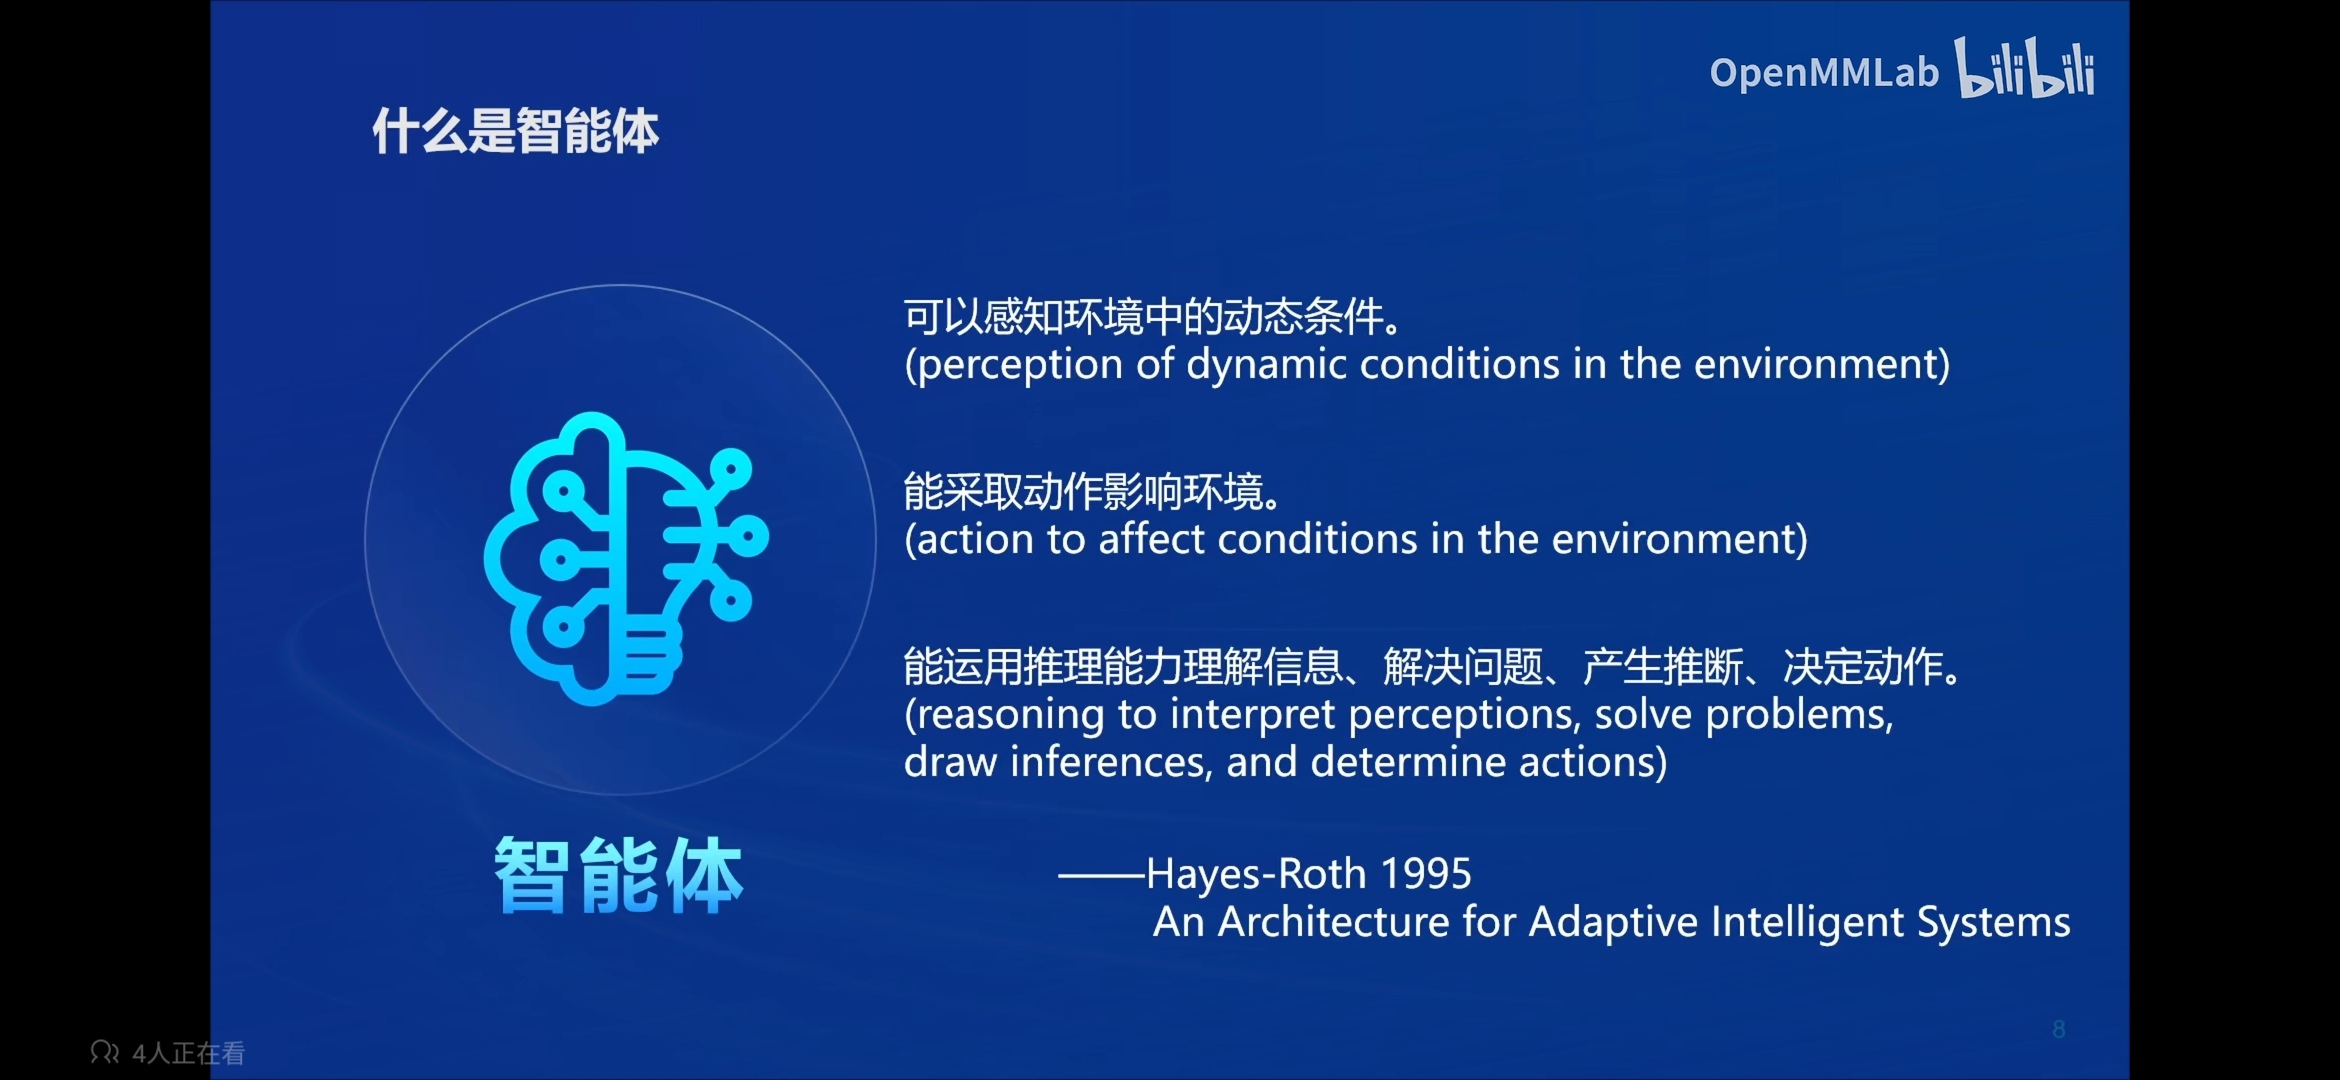 OpenMMLab bilibili
什么是智能体
可以感知环境中的动态条件。
(perception of dynamic conditions in the environment)
能采取动作影响环境。
(action to affect conditions in the environment)
能运用推理能力理解信息、解决问题、产生推断、决定动作。
(reasoning to interpret perceptions, solve problems,
draw inferences, and determine actions)
智能体
——Hayes-Roth 1995
An Architecture for Adaptive Intelligent Systems
8
4人正在看